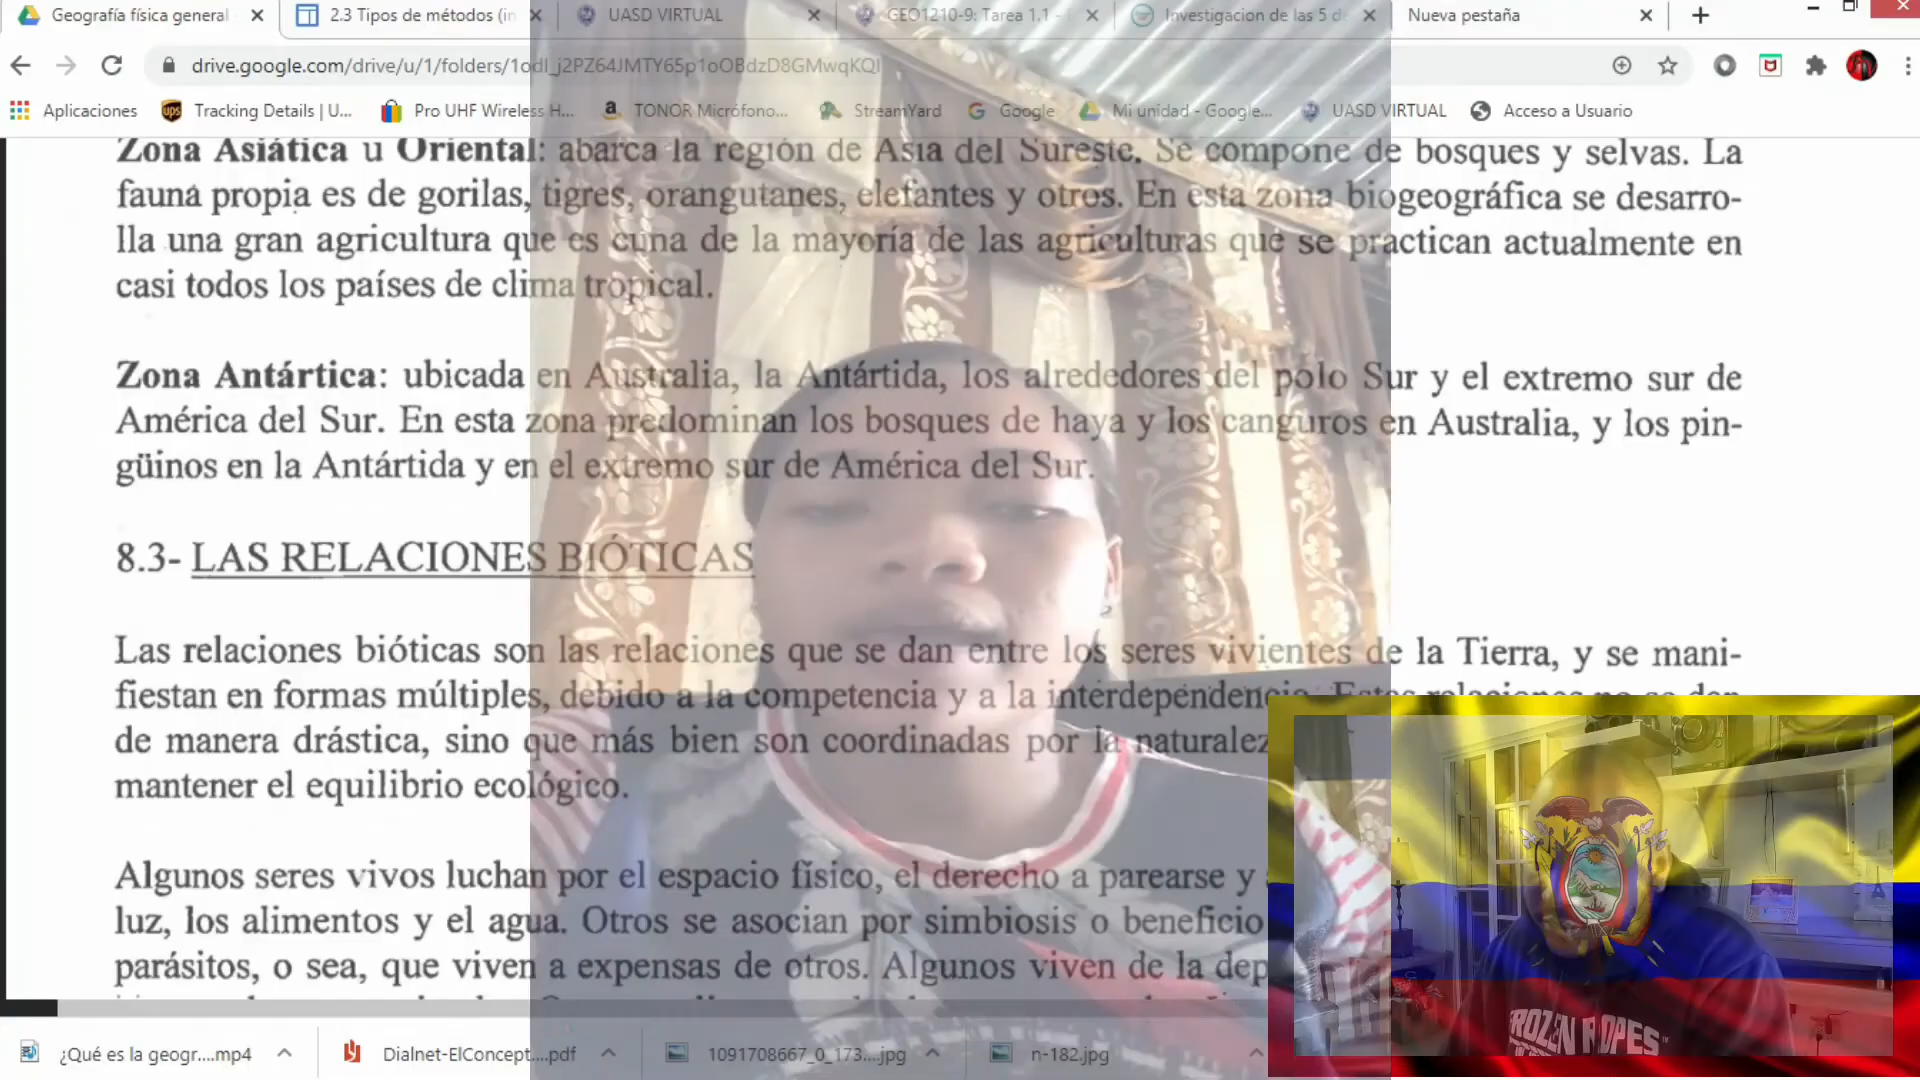 Geografía física general
2.3 Tipos de métodos (in
UASD VIRTUAL
GEO1210-9: Tarea 1.1 -
Investigacion de las 5 de
Nueva pestaña
Aplicaciones
Tracking Details | U...
Pro UHF Wireless H...
TONOR Micrófono...
StreamYard
Google
Mi unidad - Google...
UASD VIRTUAL
Acceso a Usuario
Zona Asiática u Oriental: abarca la región de Asia del Sureste. Se compone de bosques y selvas. La
fauna propia es de gorilas, tigres, orangutanes, elefantes y otros. En esta zona biogeográfica se desarro-
lla una gran agricultura que es cuna de la mayoría de las agriculturas que se practican actualmente en
casi todos los países de clima tropical.
Zona Antártica: ubicada en Australia, la Antártida, los alrededores del polo Sur y el extremo sur de
América del Sur. En esta zona predominan los bosques de haya y los canguros en Australia, y los pin-
güinos en la Antártida y en el extremo sur de América del Sur.
8.3- LAS RELACIONES BIÓTICAS
Las relaciones bióticas son las relaciones que se dan entre los seres vivientes de la Tierra, y se mani-
fiestan en formas múltiples, debido a la competencia y a la interdependencia. Estas relaciones no se dan
de manera drástica, sino que más bien son coordinadas por la naturalez
mantener el equilibrio ecológico.
Algunos seres vivos luchan por el espacio físico, el derecho a parearse y
luz, los alimentos y el agua. Otros se asocian por simbiosis o beneficio
parásitos, o sea, que viven a expensas de otros. Algunos viven de la dep
FROZEN ROPES
¿Qué es la geogr....mp4
Dialnet-ElConcept....pdf
1091708667_0_173....jpg
n-182.jpg